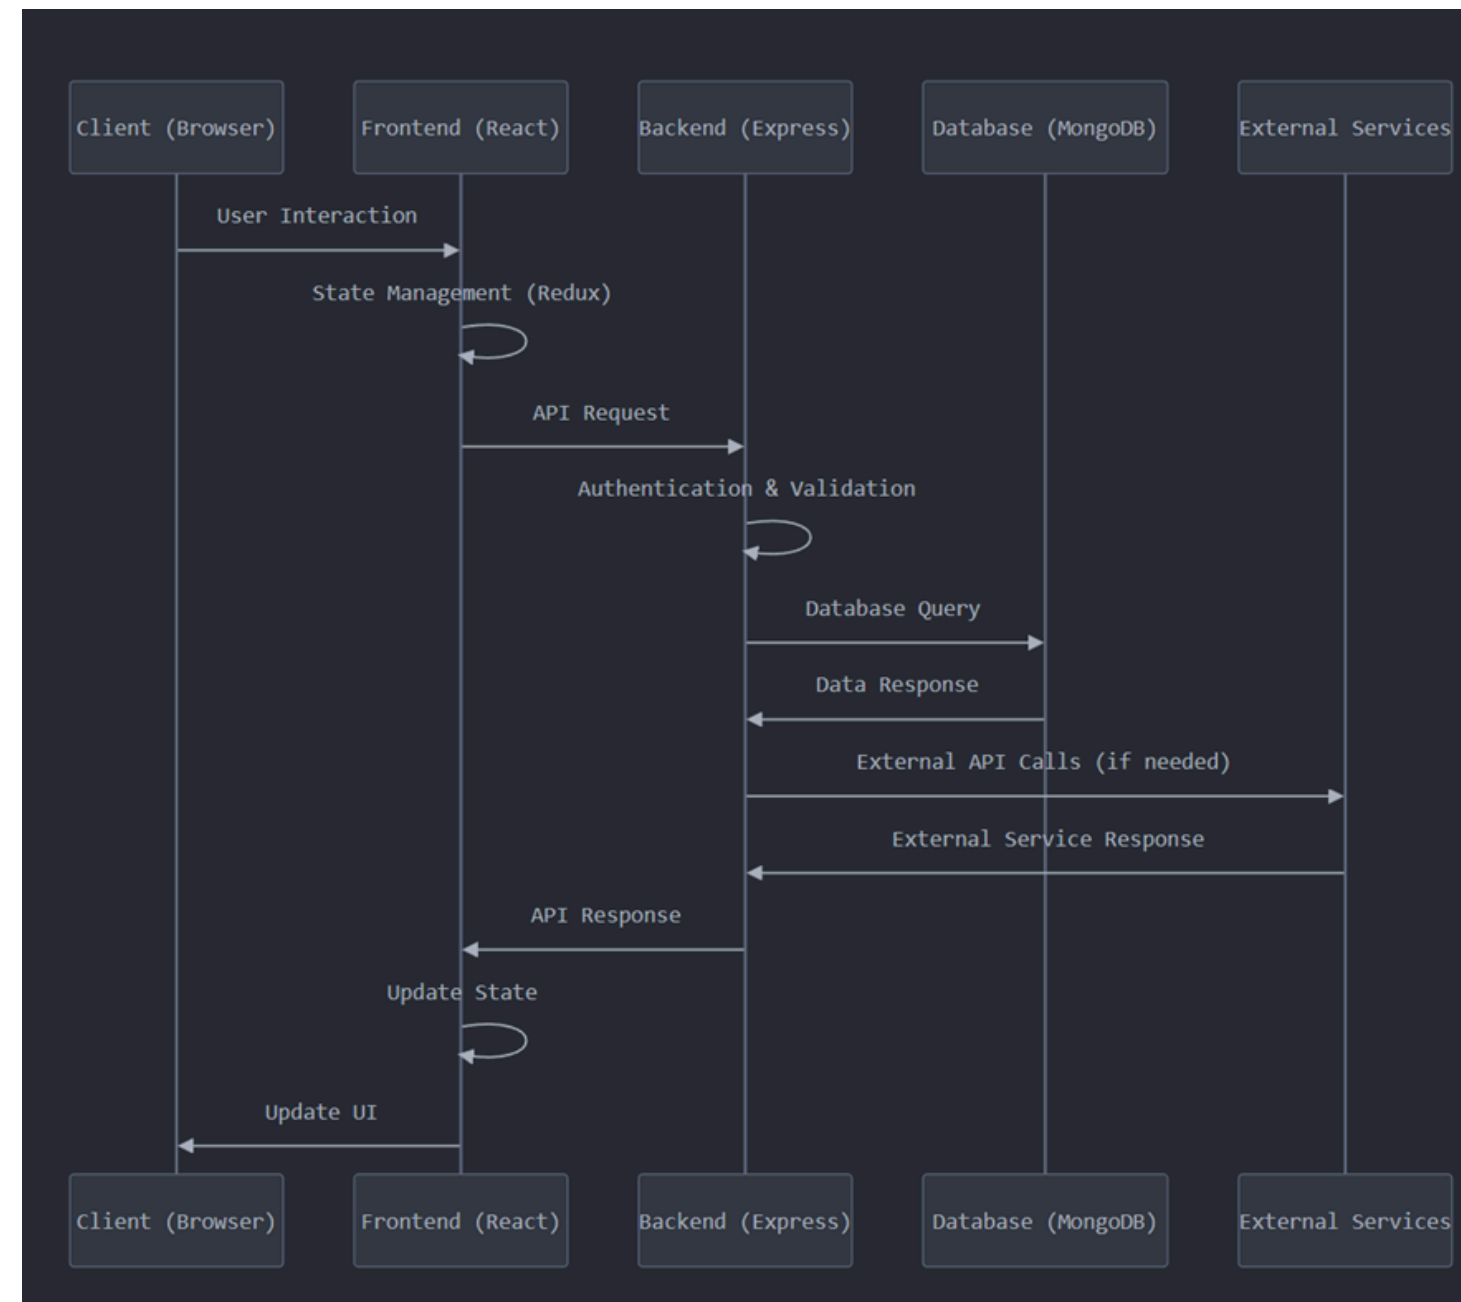 Client (Browser)
Frontend (React)
Backend (Express)
Database (MongoDB)
External Services
User Interaction
State Management (Redux)
API Request
Authentication & Validation
Database Query
Data Response
External API Calls (if needed)
External Service Response
API Response
Update State
Update UI
Client (Browser)
Frontend (React)
Backend (Express)
Database (MongoDB)
External Services